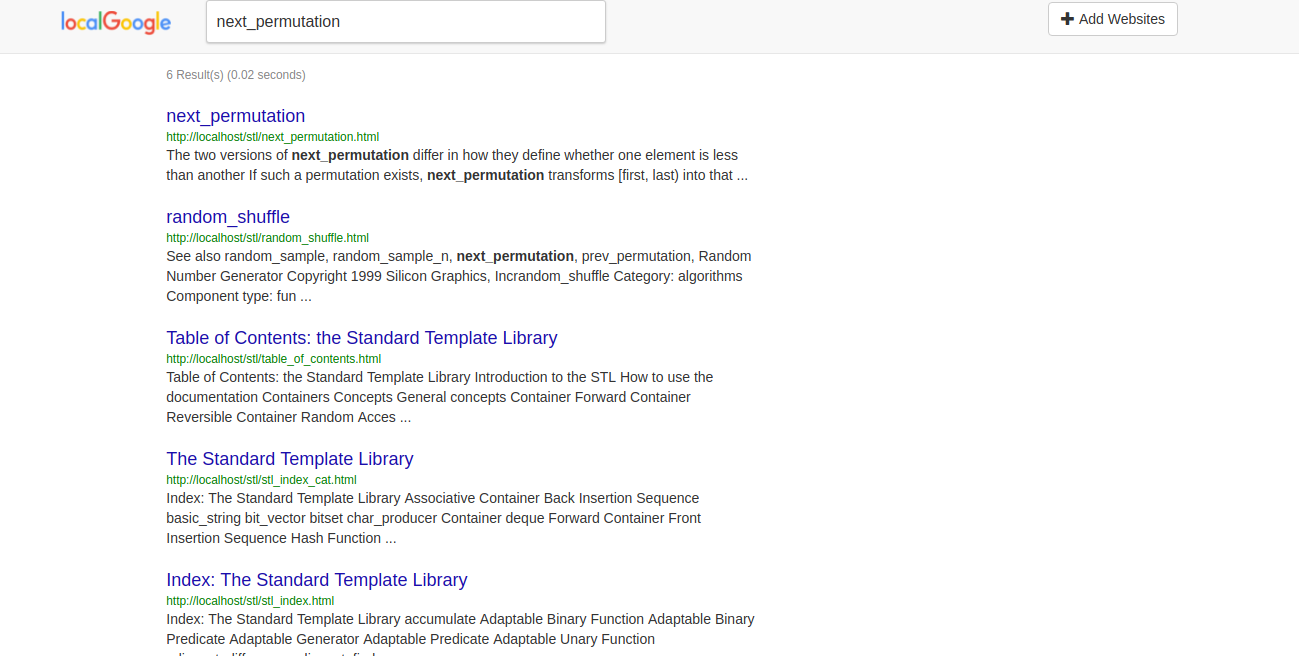 localGoogle
next_permutation
Add Websites
6 Result(s) (0.02 seconds)
next_permutation
http://localhost/stl/next_permutation.html
The two versions of next_permutation differ in how they define whether one element is less
than another If such a permutation exists, next_permutation transforms [first, last) into that ...
random_shuffle
http://localhost/stl/random_shuffle.html
See also random_sample, random_sample_n, next_permutation, prev_permutation, Random
Number Generator Copyright 1999 Silicon Graphics, Incrandom_shuffle Category: algorithms
Component type: fun ...
Table of Contents: the Standard Template Library
http://localhost/stl/table_of_contents.html
Table of Contents: the Standard Template Library Introduction to the STL How to use the
documentation Containers Concepts General concepts Container Forward Container
Reversible Container Random Acces ...
The Standard Template Library
http://localhost/stl/stl_index_cat.html
Index: The Standard Template Library Associative Container Back Insertion Sequence
basic_string bit_vector bitset char_producer Container deque Forward Container Front
Insertion Sequence Hash Function ...
Index: The Standard Template Library
http://localhost/stl/stl_index.html
Index: The Standard Template Library accumulate Adaptable Binary Function Adaptable Binary
Predicate Adaptable Generator Adaptable Predicate Adaptable Unary Function